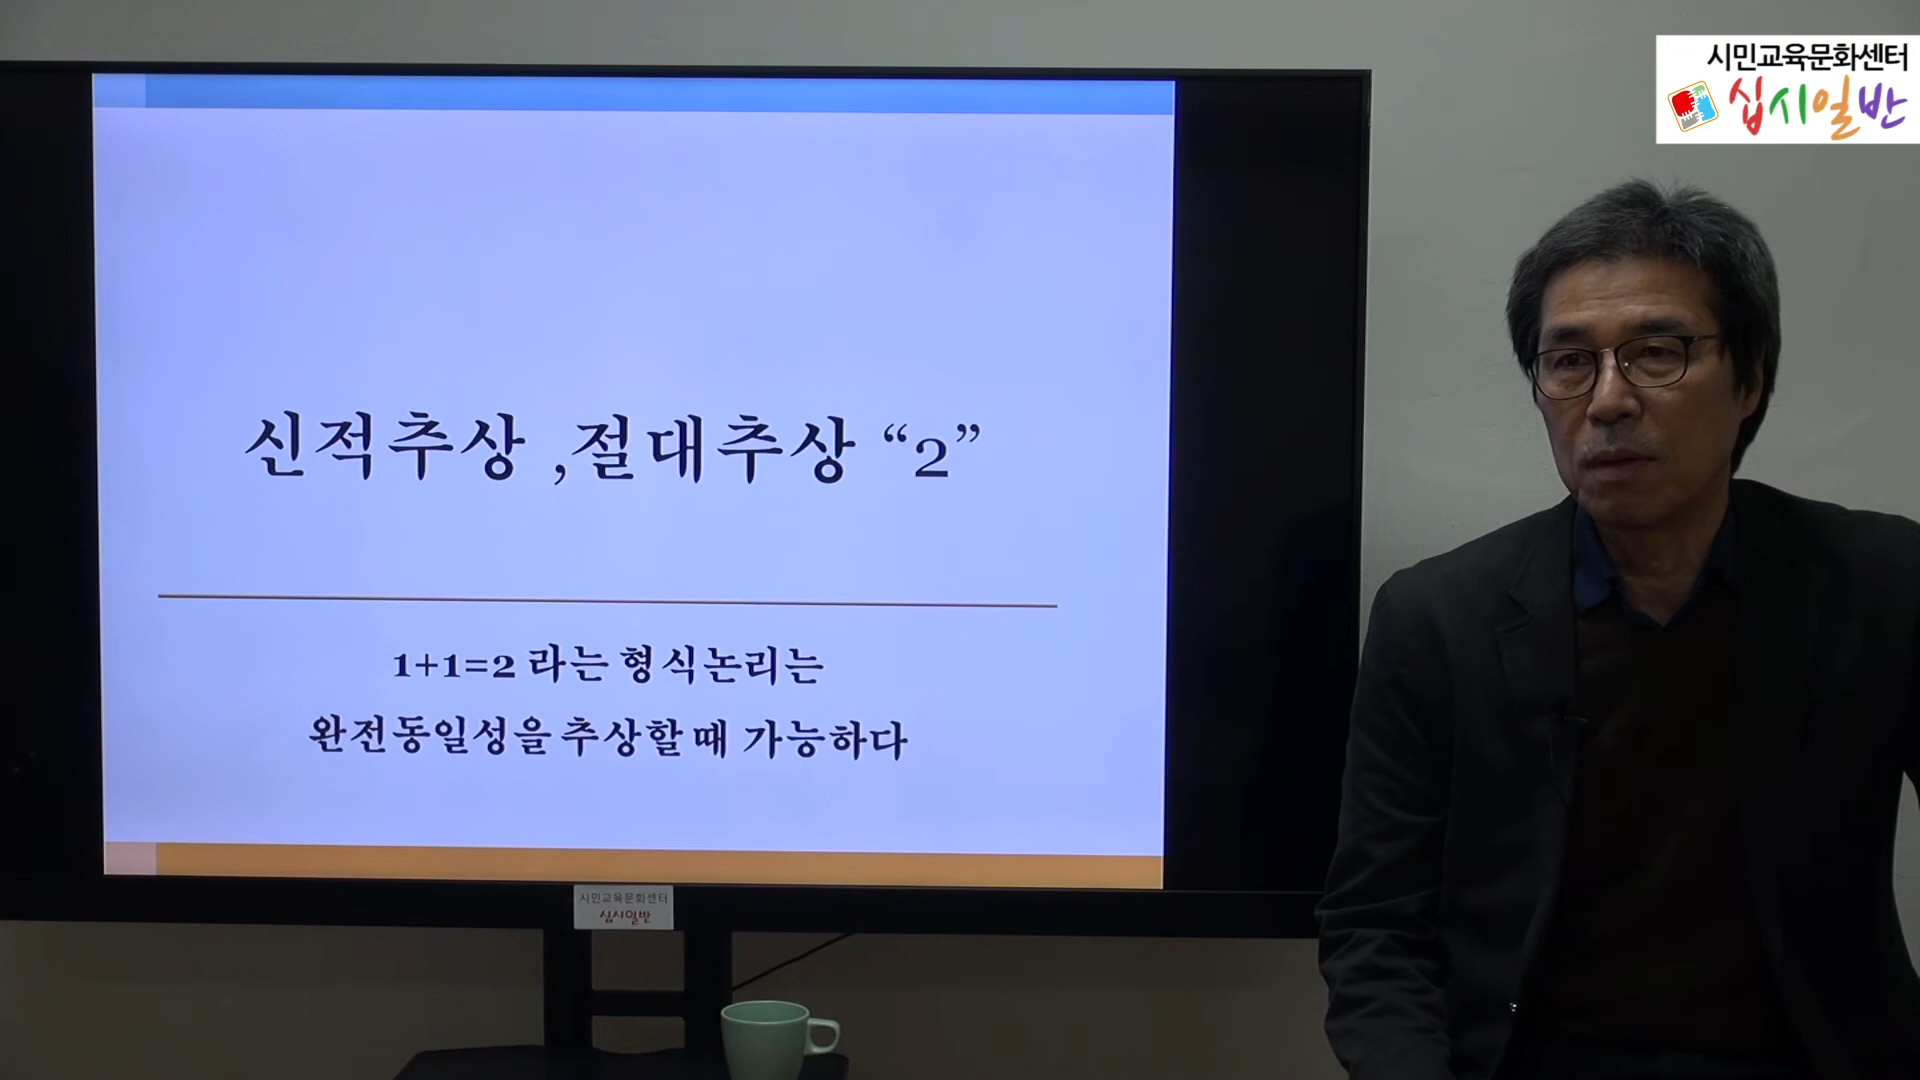 시민교육문화센터
십시일반
신적추상 ,절대추상 “2”
1+1=2 라는 형식논리는
완전동일성을 추상할 때 가능하다
시민교육문화센터
십시일반